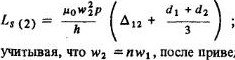 L_{s (2)} = \frac{\mu_0 w_2^2 p}{h} \left( \Delta_{12} + \frac{d_1 + d_2}{3} \right) ;
учитывая, что w_2 = nw_1, после приве.